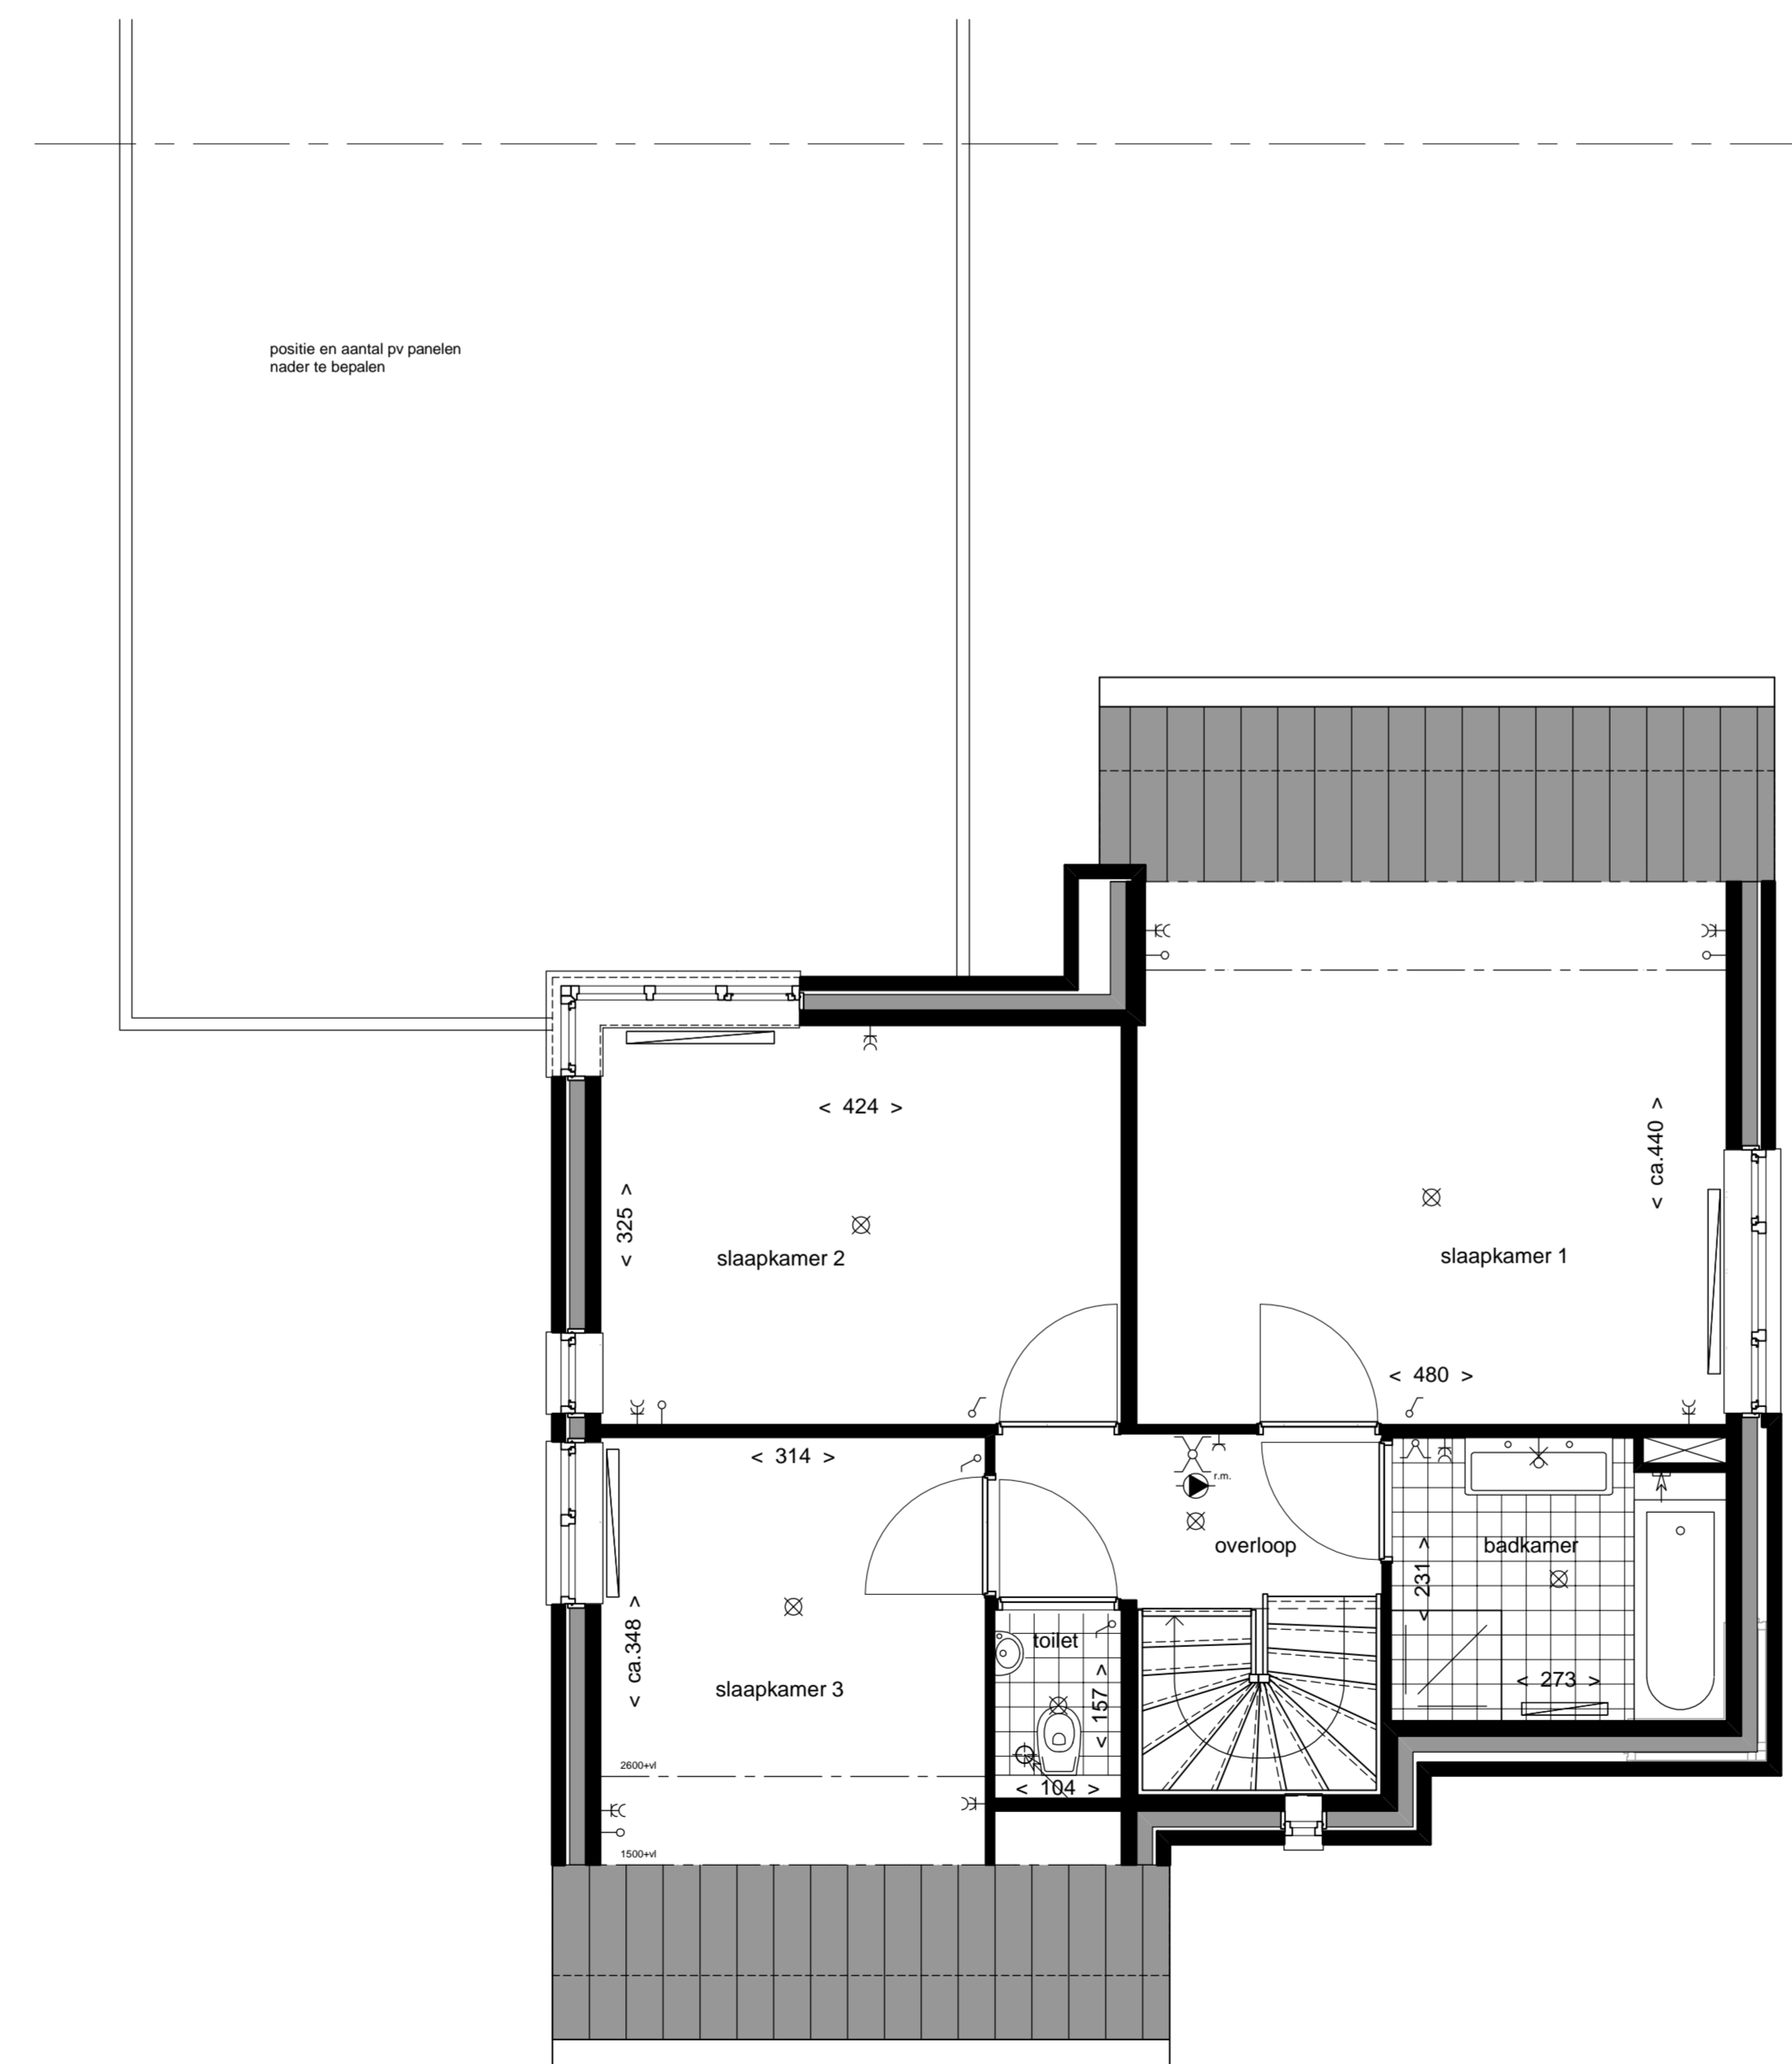 positie en aantal pv panelen
nader te bepalen
< 424 >
< ca.440 >
< 325 >
slaapkamer 2
slaapkamer 1
< 480 >
< 314 >
r.m.
overloop
badkamer
< 231 >
< ca.348 >
toilet
slaapkamer 3
< 157 >
< 273 >
2600+vl
< 104 >
1500+vl